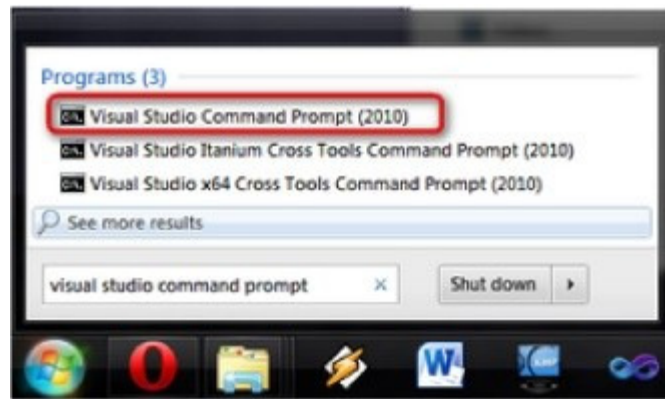 Programs (3)
Visual Studio Command Prompt (2010)
Visual Studio Itanium Cross Tools Command Prompt (2010)
Visual Studio x64 Cross Tools Command Prompt (2010)
See more results
visual studio command prompt
Shut down